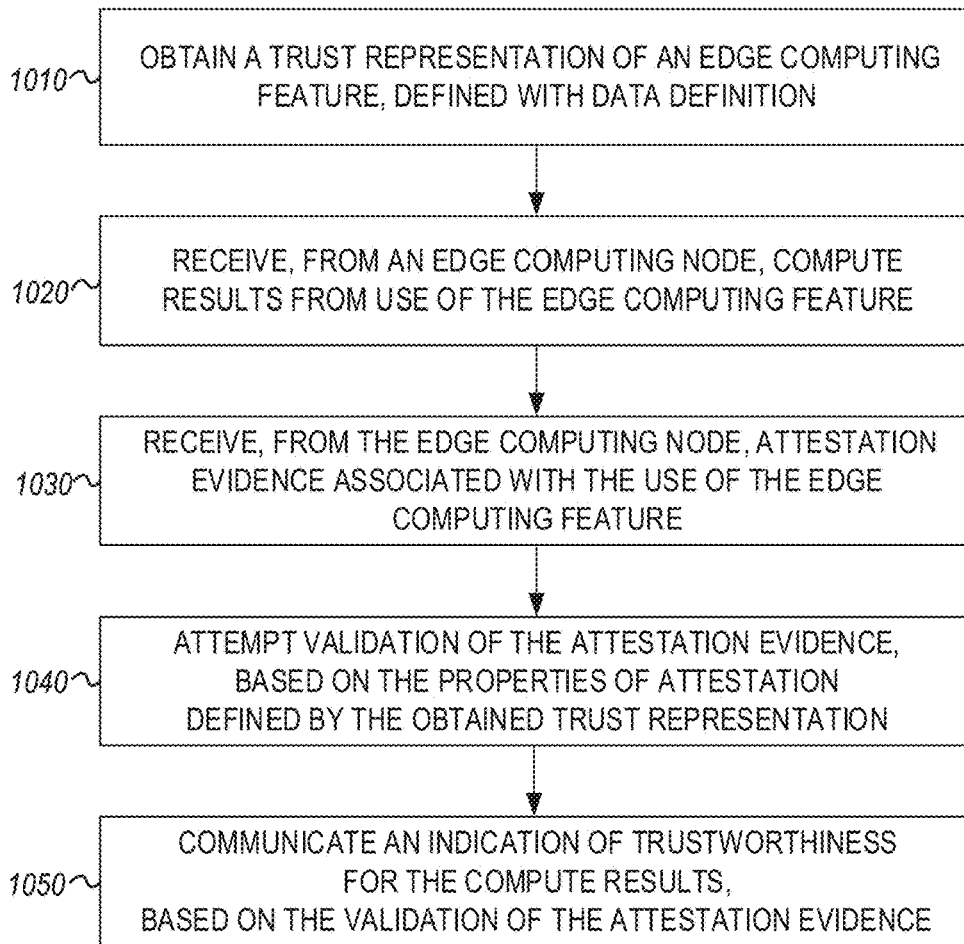 1010
OBTAIN A TRUST REPRESENTATION OF AN EDGE COMPUTING
FEATURE, DEFINED WITH DATA DEFINITION
1020
RECEIVE, FROM AN EDGE COMPUTING NODE, COMPUTE
RESULTS FROM USE OF THE EDGE COMPUTING FEATURE
1030
RECEIVE, FROM THE EDGE COMPUTING NODE, ATTESTATION
EVIDENCE ASSOCIATED WITH THE USE OF THE EDGE
COMPUTING FEATURE
1040
ATTEMPT VALIDATION OF THE ATTESTATION EVIDENCE,
BASED ON THE PROPERTIES OF ATTESTATION
DEFINED BY THE OBTAINED TRUST REPRESENTATION
1050
COMMUNICATE AN INDICATION OF TRUSTWORTHINESS
FOR THE COMPUTE RESULTS,
BASED ON THE VALIDATION OF THE ATTESTATION EVIDENCE